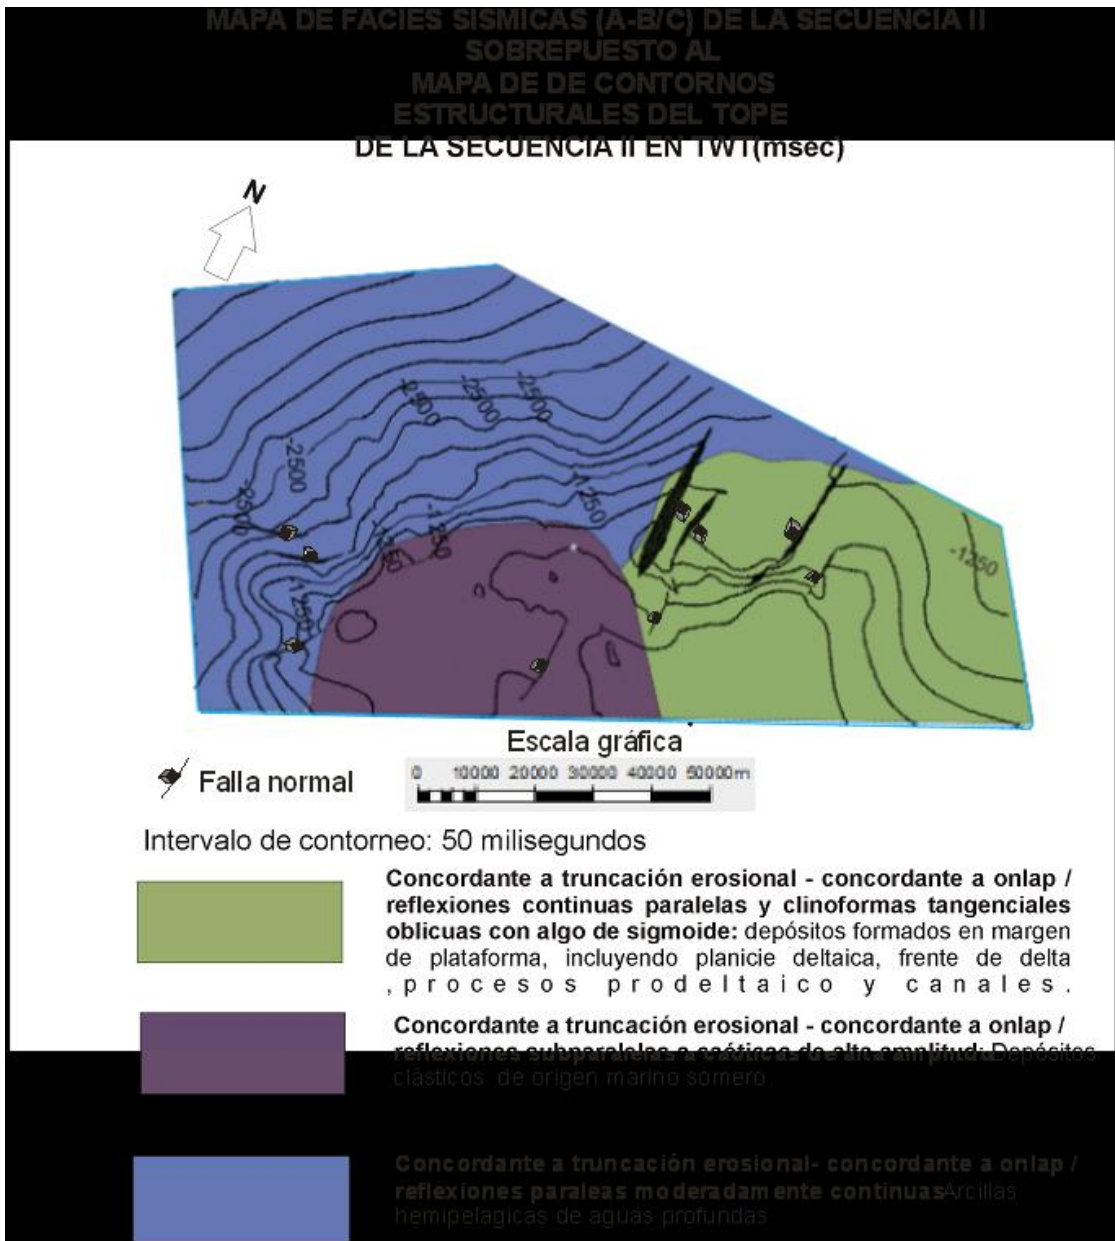 MAPA DE FACIES SISMICAS (A-B/C) DE LA SECUENCIA II
SOBREPUESTO AL
MAPA DE DE CONTORNOS
ESTRUCTURALES DEL TOPE
DE LA SECUENCIA II EN TWT(msec)
N
-2500
-2500
-2500
-2500
-2500
-1250
-1250
-1250
-1250
-1250
Escala gráfica
0 10000 20000 30000 40000 50000m
Falla normal
Intervalo de contorneo: 50 milisegundos
Concordante a truncación erosional - concordante a onlap /
reflexiones continuas paralelas y clinoformas tangenciales
oblicuas con algo de sigmoide: depósitos formados en margen
de plataforma, incluyendo planicie deltaica, frente de delta
, procesos prodeltaico y canales.
Concordante a truncación erosional - concordante a onlap /
reflexiones subparalelas a caóticas de alta amplitud: Depósitos
clásticos de origen marino somero.
Concordante a truncación erosional- concordante a onlap /
reflexiones paraleas moderadamente continuas Arcillas
hemipelagicas de aguas profundas